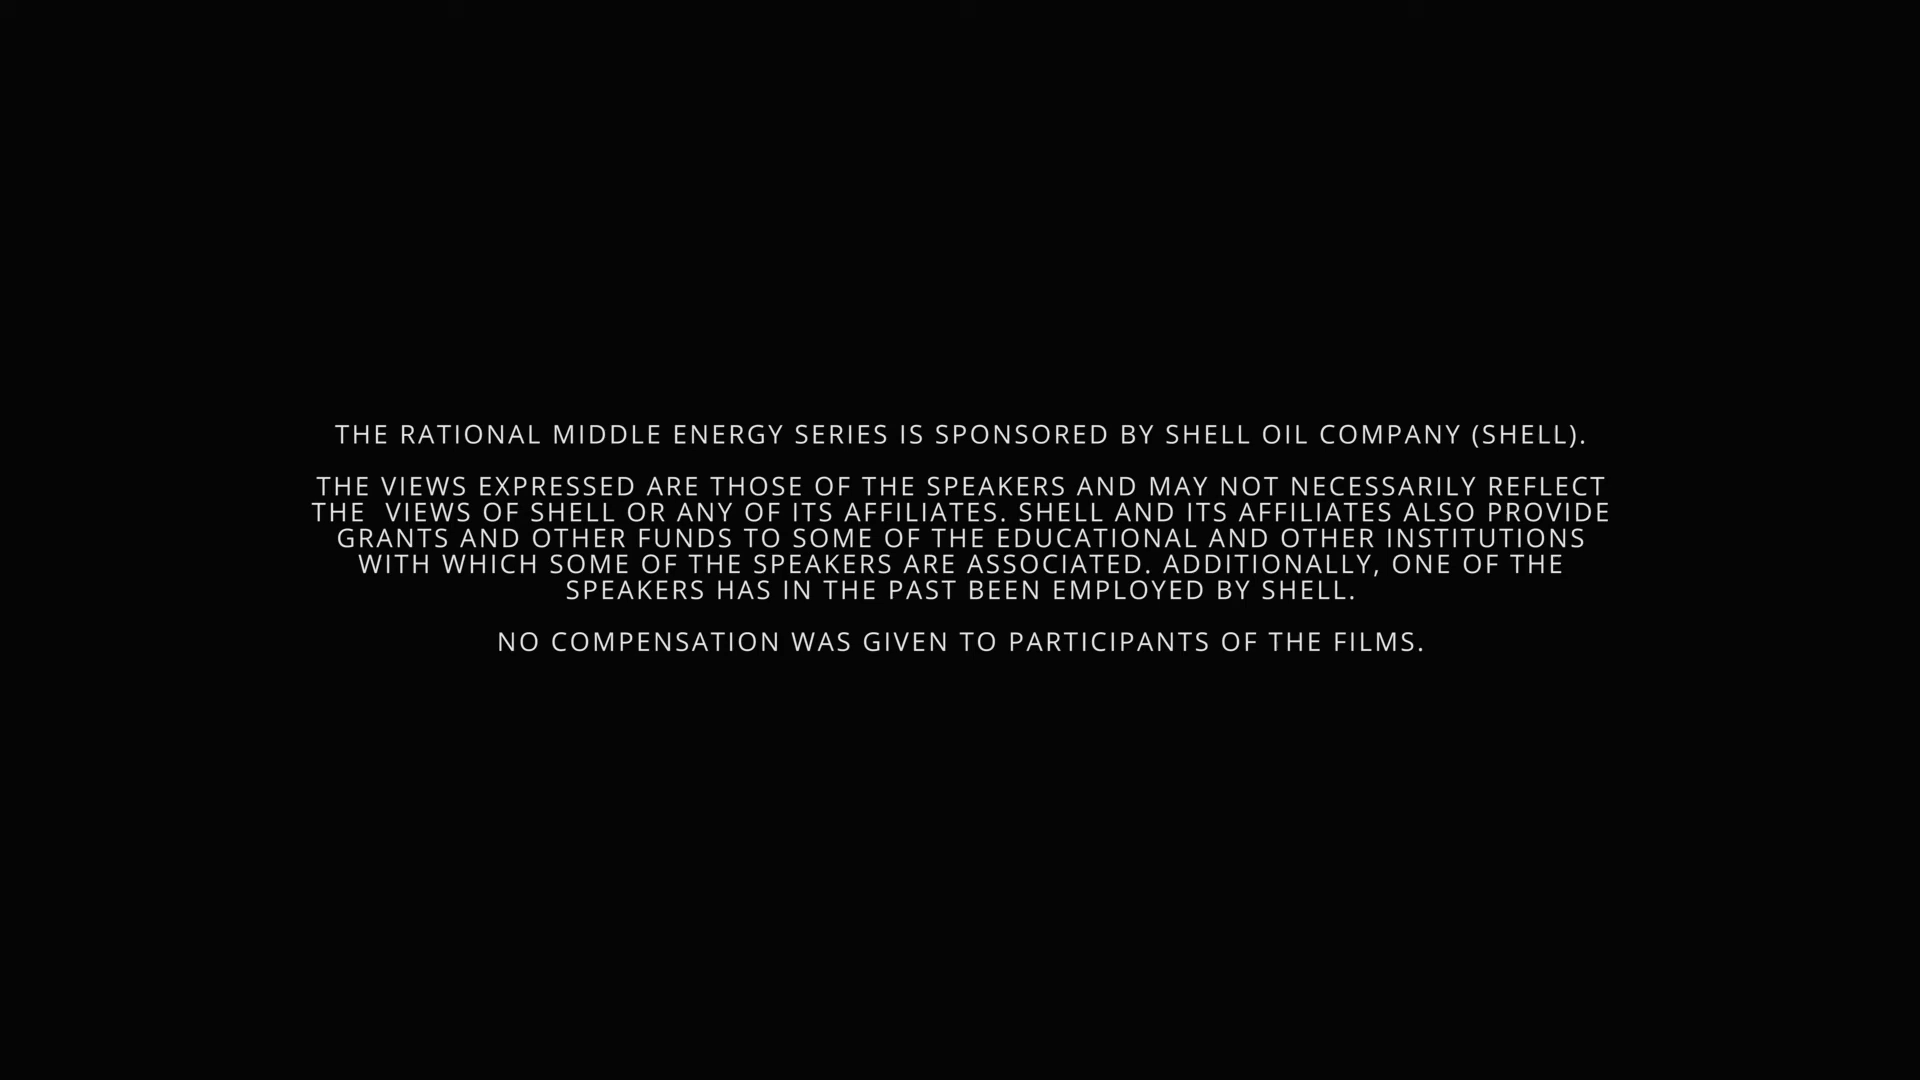 THE RATIONAL MIDDLE ENERGY SERIES IS SPONSORED BY SHELL OIL COMPANY (SHELL).
THE VIEWS EXPRESSED ARE THOSE OF THE SPEAKERS AND MAY NOT NECESSARILY REFLECT
THE  VIEWS OF SHELL OR ANY OF ITS AFFILIATES. SHELL AND ITS AFFILIATES ALSO PROVIDE
GRANTS AND OTHER FUNDS TO SOME OF THE EDUCATIONAL AND OTHER INSTITUTIONS
WITH WHICH SOME OF THE SPEAKERS ARE ASSOCIATED. ADDITIONALLY, ONE OF THE
SPEAKERS HAS IN THE PAST BEEN EMPLOYED BY SHELL.
NO COMPENSATION WAS GIVEN TO PARTICIPANTS OF THE FILMS.